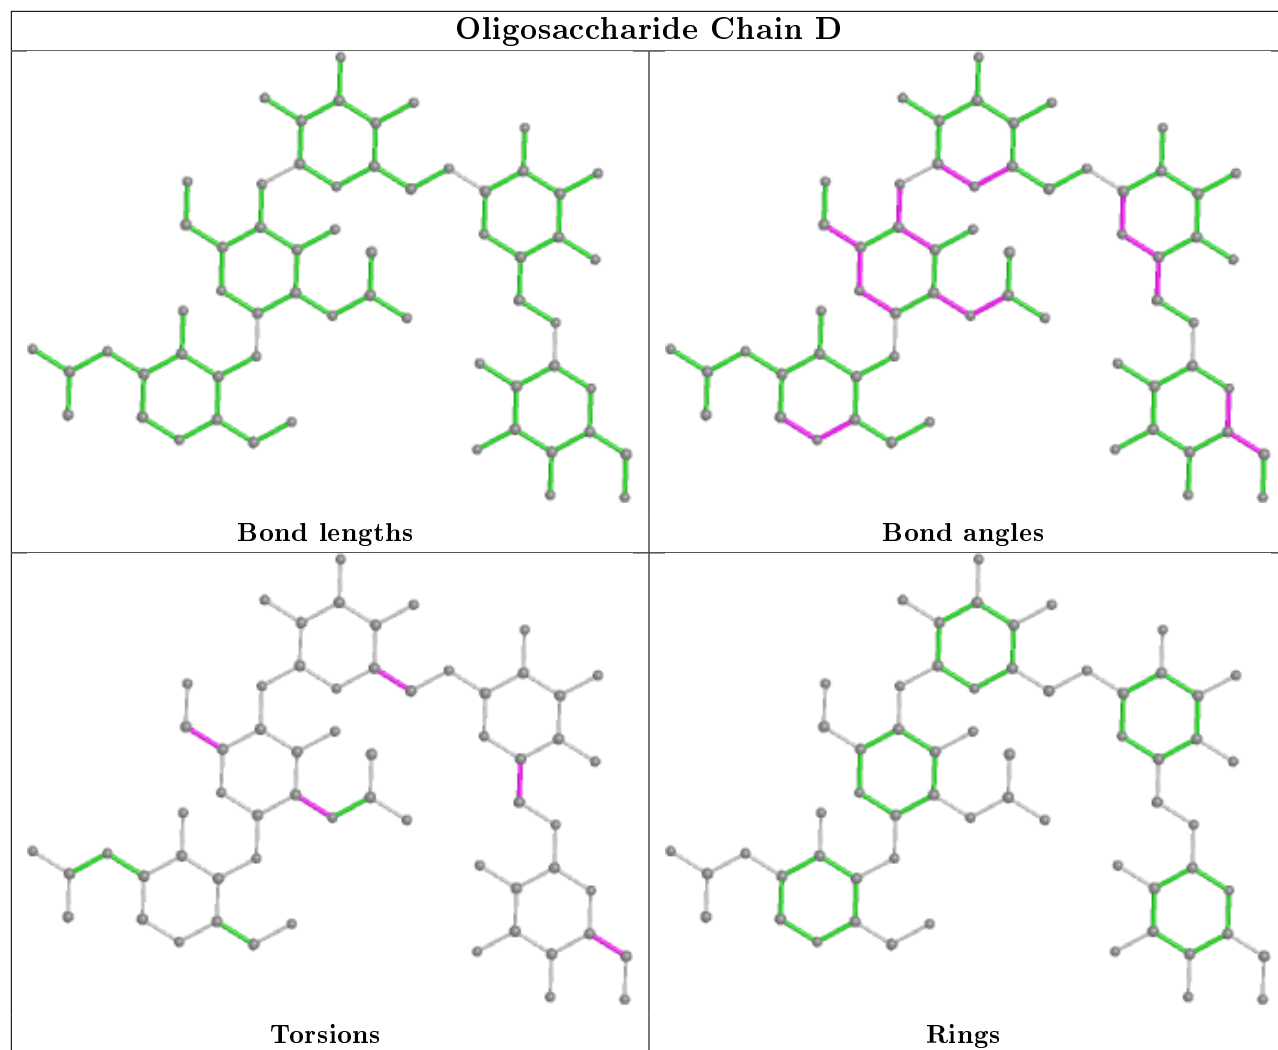 Oligosaccharide Chain D
Bond lengths
Bond angles
Torsions
Rings